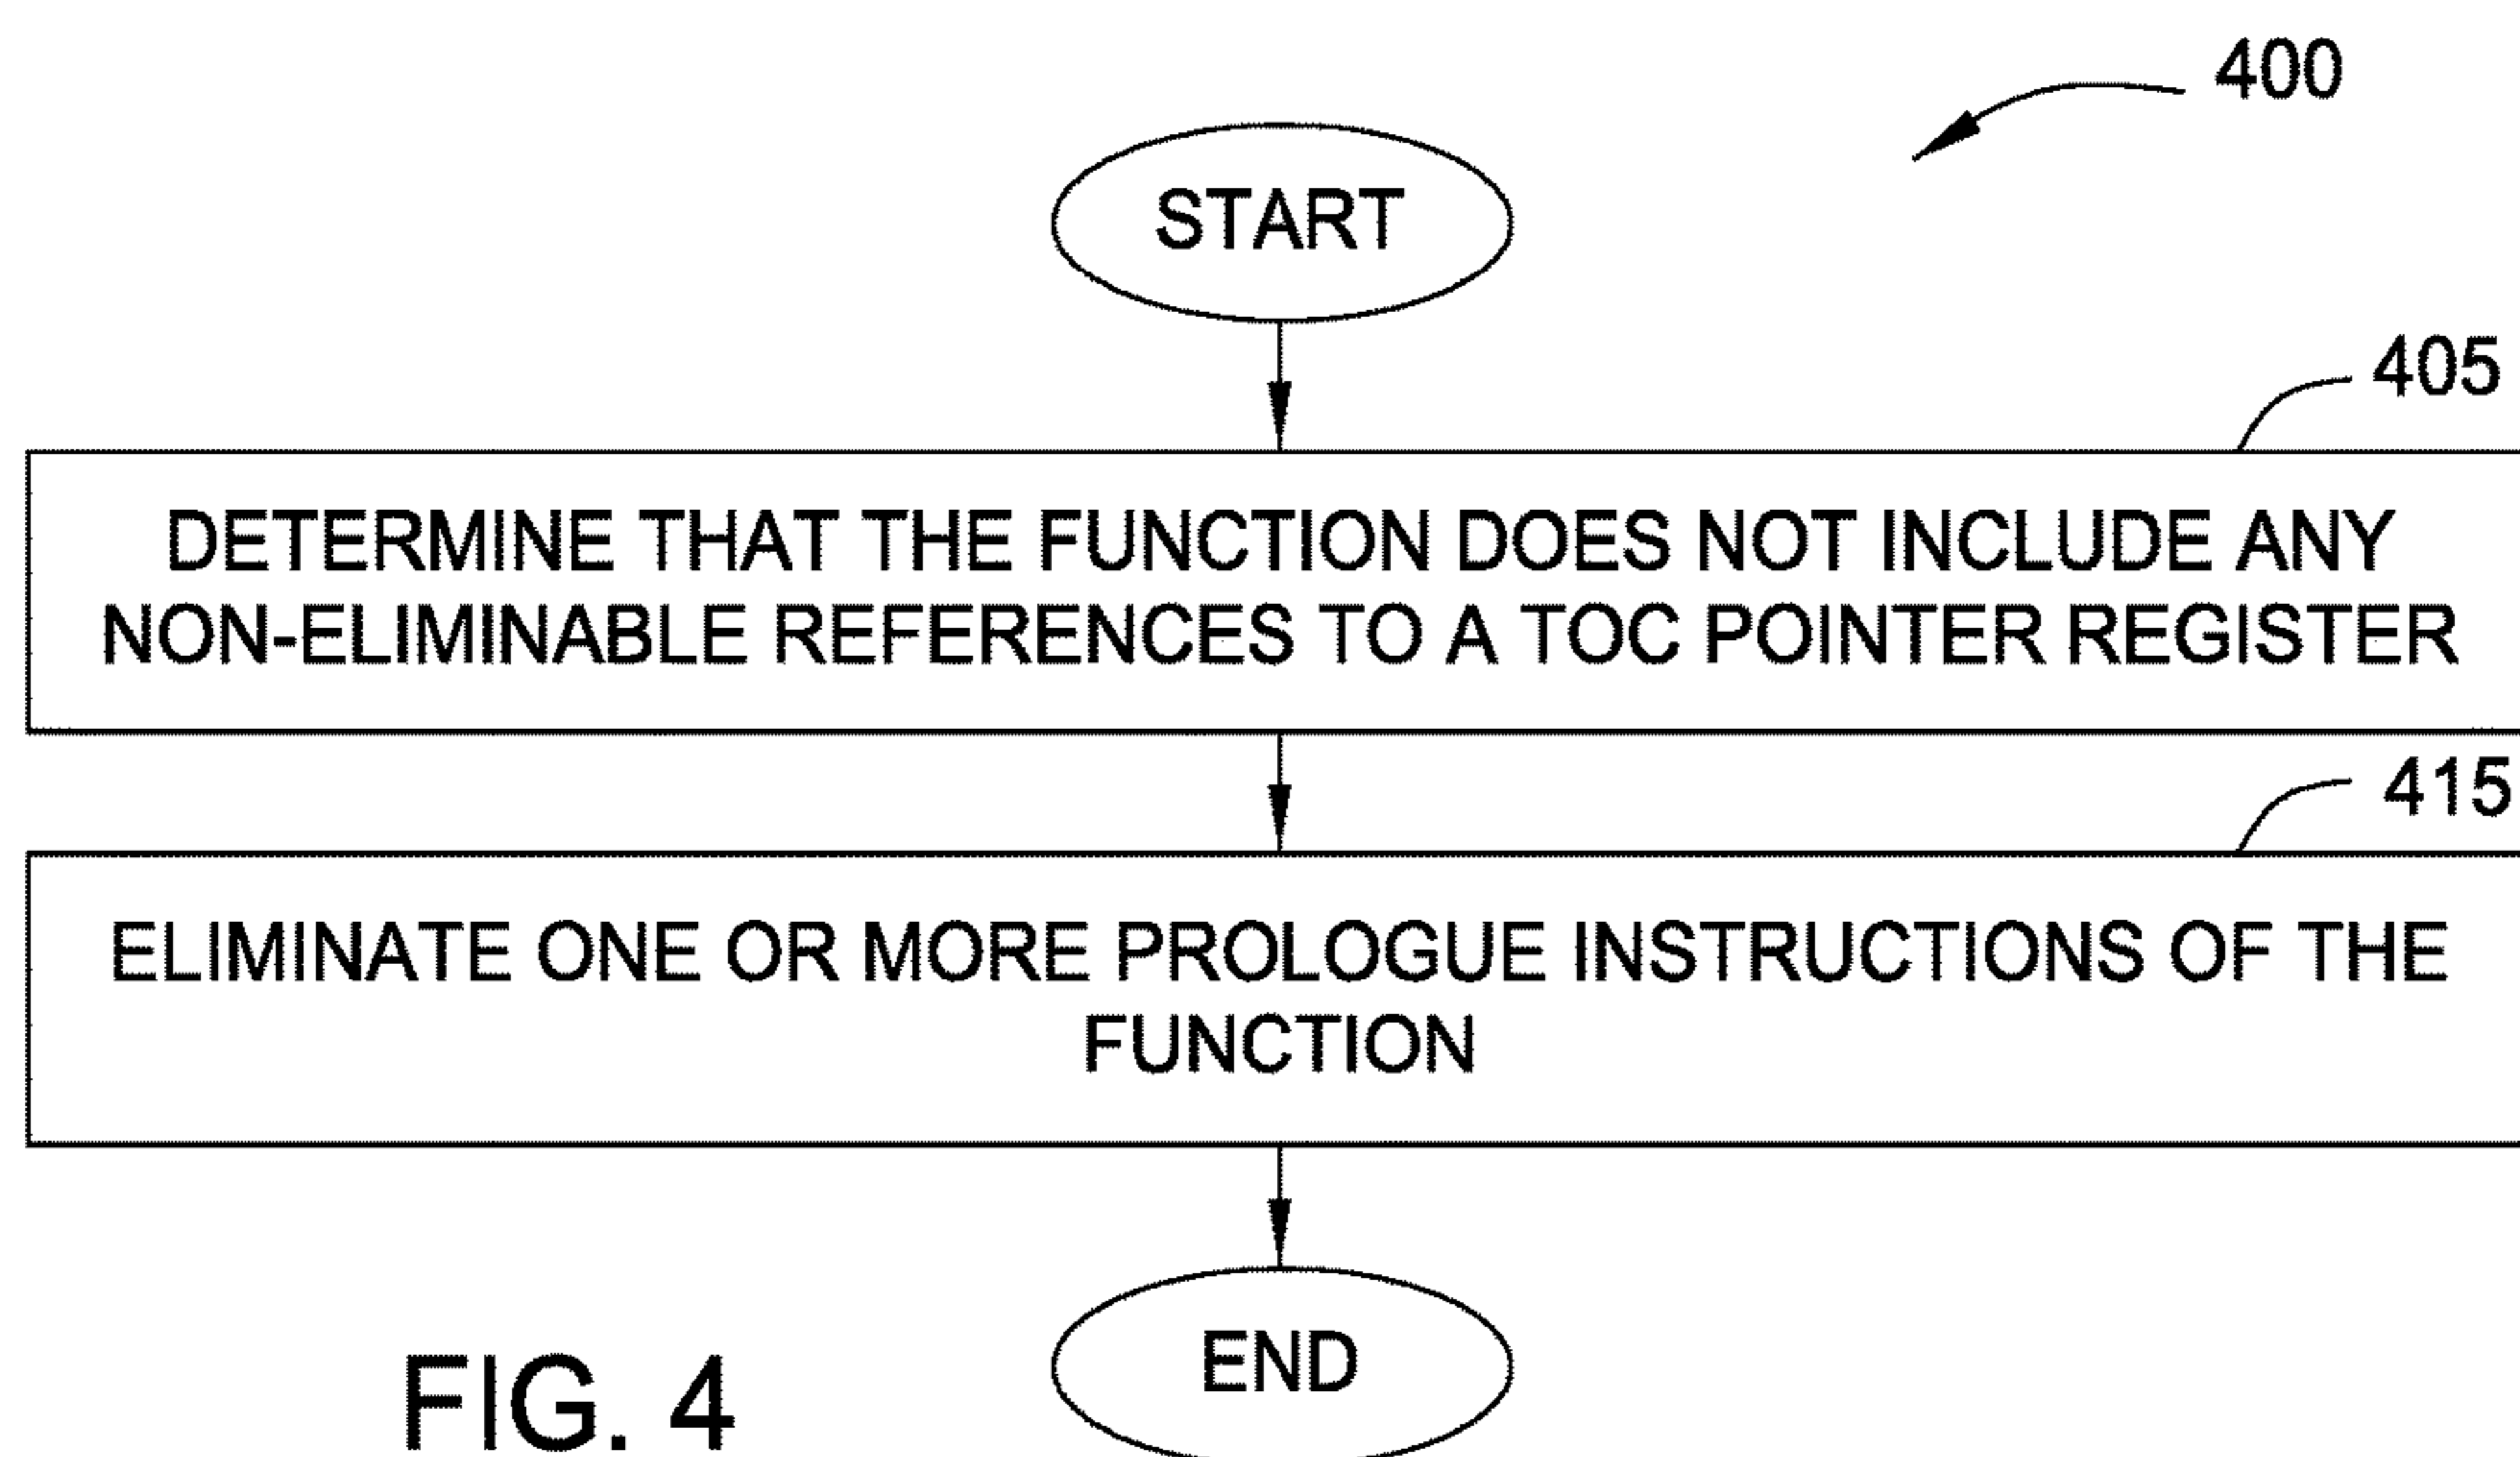 400
START
405
DETERMINE THAT THE FUNCTION DOES NOT INCLUDE ANY
NON-ELIMINABLE REFERENCES TO A TOC POINTER REGISTER
415
ELIMINATE ONE OR MORE PROLOGUE INSTRUCTIONS OF THE
FUNCTION
END
FIG. 4